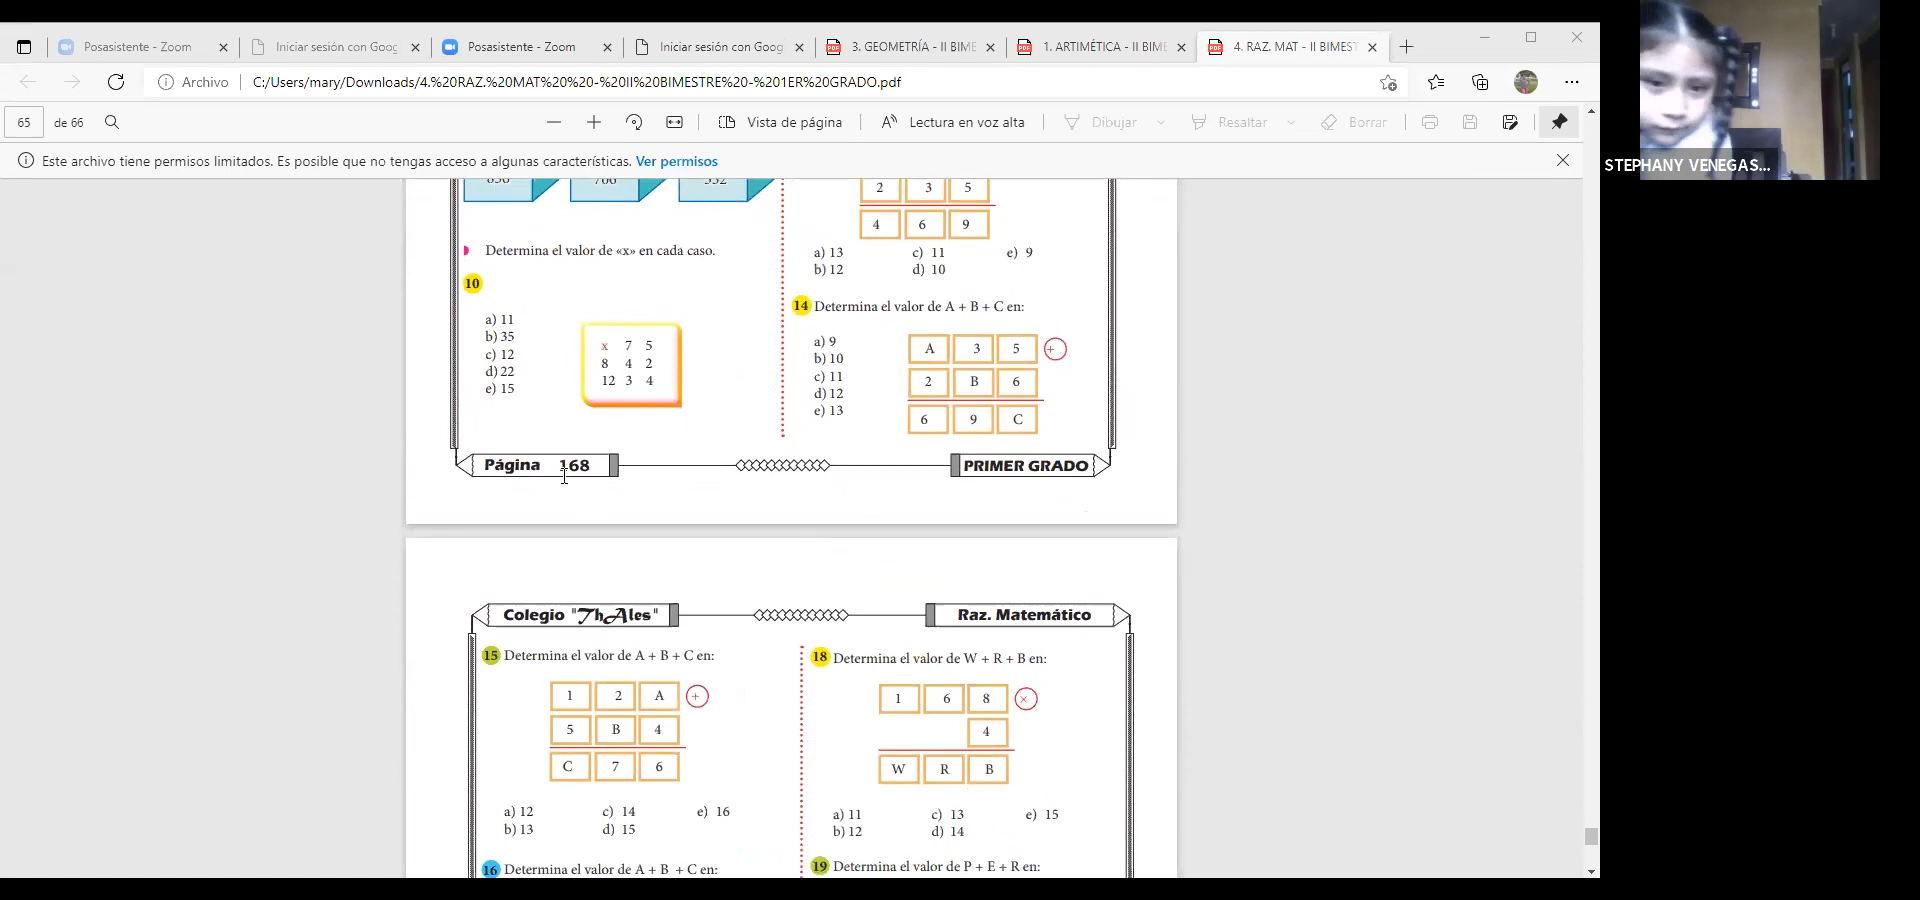 Posasistente - Zoom
Iniciar sesión con Goog
Posasistente - Zoom
Iniciar sesión con Goog
3. GEOMETRÍA - II BIME
1. ARTIMÉTICA - II BIME
4. RAZ. MAT - II BIMEST
Archivo
C:/Users/mary/Downloads/4.%20RAZ.%20MAT%20%20-%20II%20BIMESTRE%20-%201ER%20GRADO.pdf
65 de 66
Vista de página
Lectura en voz alta
Dibujar
Resaltar
Borrar
STEPHANY VENEGAS...
Este archivo tiene permisos limitados. Es posible que no tengas acceso a algunas características. Ver permisos
Determina el valor de «x» en cada caso.
10
a) 11
b) 35
c) 12
d) 22
e) 15
x 7 5
8 4 2
12 3 4
2 3 5
4 6 9
a) 13 c) 11 e) 9
b) 12 d) 10
14 Determina el valor de A + B + C en:
a) 9
b) 10
c) 11
d) 12
e) 13
A 3 5 +
2 B 6
6 9 C
Página 168
PRIMER GRADO
Colegio "ThAles"
Raz. Matemático
15 Determina el valor de A + B + C en:
1 2 A +
5 B 4
C 7 6
a) 12 c) 14 e) 16
b) 13 d) 15
16 Determina el valor de A + B + C en:
18 Determina el valor de W + R + B en:
1 6 8 ×
4
W R B
a) 11 c) 13 e) 15
b) 12 d) 14
19 Determina el valor de P + E + R en: